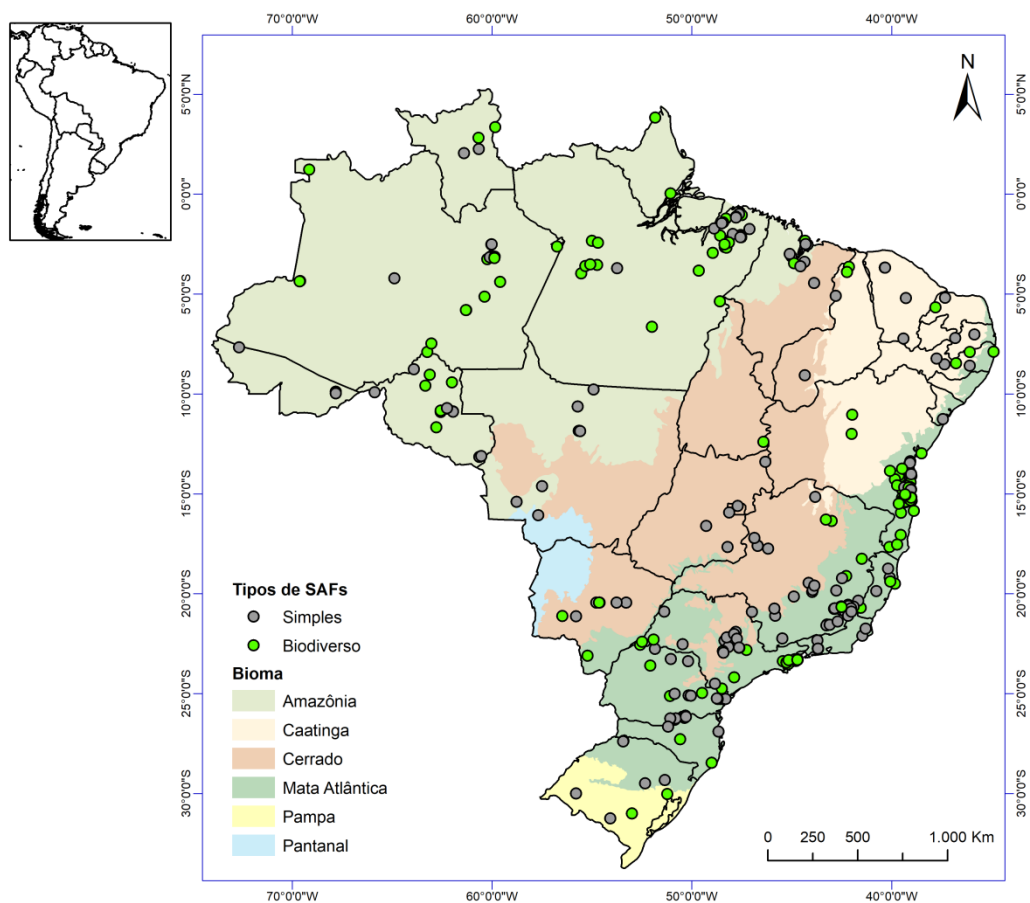 70°0'0"W 60°0'0"W 50°0'0"W 40°0'0"W
N
5°0'0"N 5°0'0"N
0°0'0" 0°0'0"
5°0'0"S 5°0'0"S
10°0'0"S 10°0'0"S
15°0'0"S 15°0'0"S
20°0'0"S 20°0'0"S
25°0'0"S 25°0'0"S
30°0'0"S 30°0'0"S
Tipos de SAFs
Simples
Biodiverso
Bioma
Amazônia
Caatinga
Cerrado
Mata Atlântica
Pampa
Pantanal
0 250 500 1.000 Km
70°0'0"W 60°0'0"W 50°0'0"W 40°0'0"W